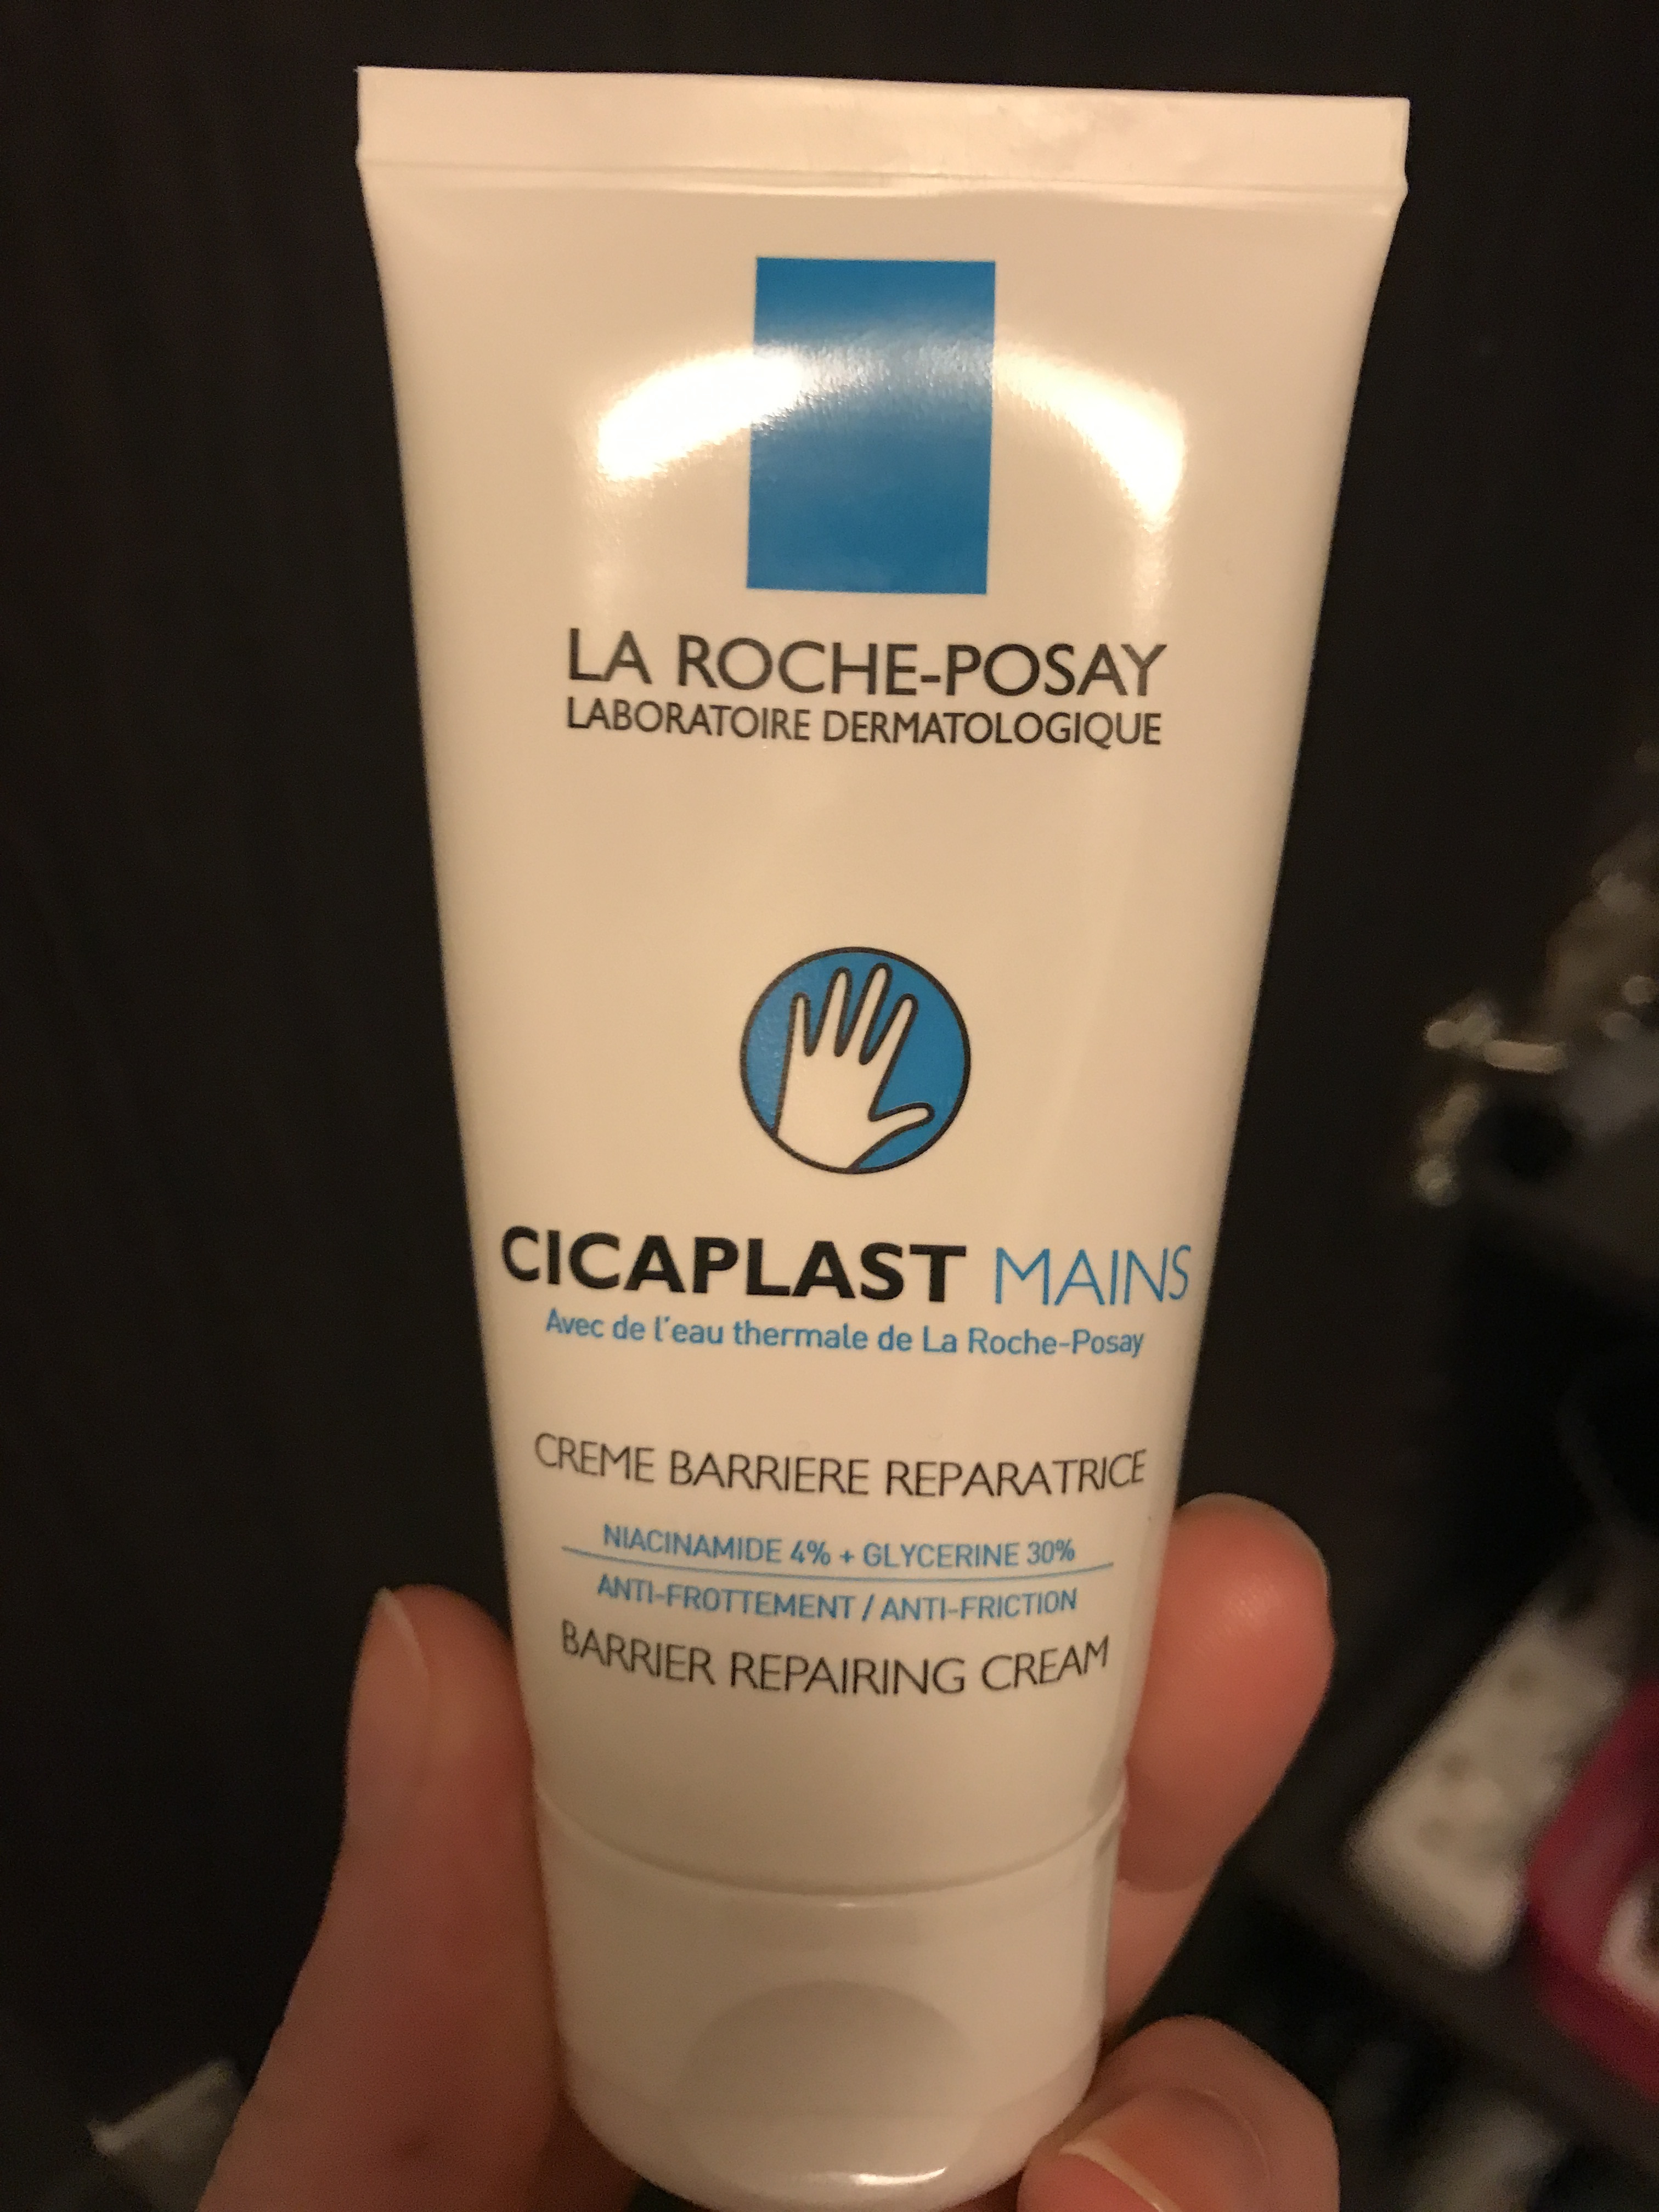 LA ROCHE-POSAY
LABORATOIRE DERMATOLOGIQUE
CICAPLAST MAINS
Avec de l'eau thermale de La Roche-Posay
CREME BARRIERE REPARATRICE
NIACINAMIDE 4% + GLYCERINE 30%
ANTI-FROTTEMENT / ANTI-FRICTION
BARRIER REPAIRING CREAM